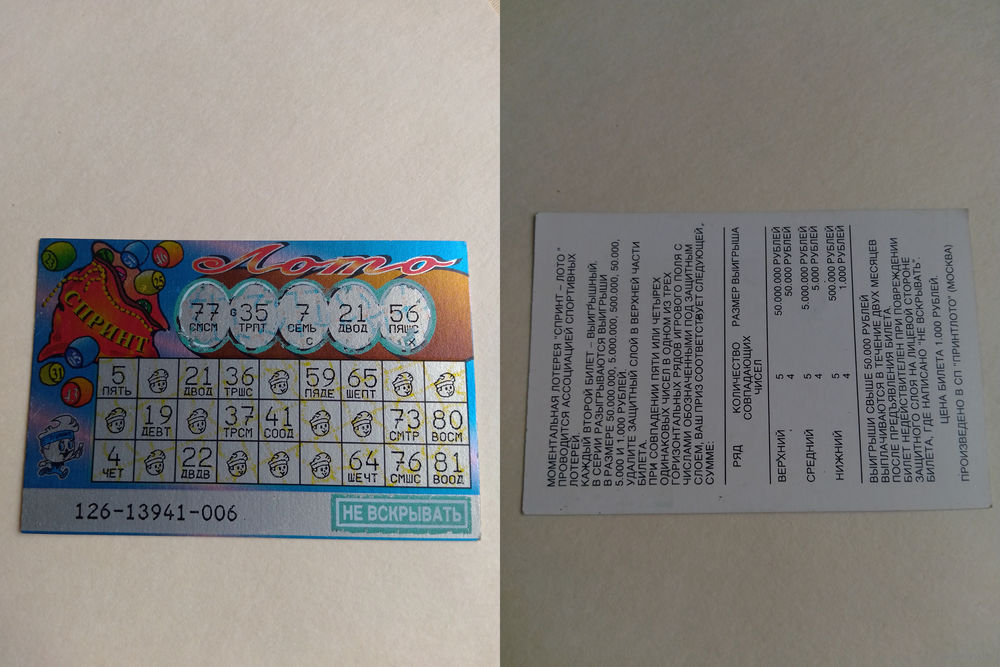 Лото
СПРИНТ
77 35 7 21 56
СМСМ ТРПТ СЕМЬ ДВОД ПЯШС
5 21 36 59 65
ПЯТЬ ДВОД ТРШС ПЯДЕ ШЕПТ
19 37 41 73 80
ДЕВТ ТРСМ СООД СМТР ВОСМ
4 22 64 76 81
ЧЕТ ДВДВ ШЕЧТ СМШС ВООД
126-13941-006
НЕ ВСКРЫВАТЬ
МОМЕНТАЛЬНАЯ ЛОТЕРЕЯ "СПРИНТ – ЛОТО"
ПРОВОДИТСЯ АССОЦИАЦИЕЙ СПОРТИВНЫХ
ЛОТЕРЕЙ.
КАЖДЫЙ ВТОРОЙ БИЛЕТ – ВЫИГРЫШНЫЙ.
В СЕРИИ РАЗЫГРЫВАЮТСЯ ВЫИГРЫШИ
В РАЗМЕРЕ 50.000.000, 5.000.000, 500.000, 50.000,
5.000 И 1.000 РУБЛЕЙ.
УДАЛИТЕ ЗАЩИТНЫЙ СЛОЙ В ВЕРХНЕЙ ЧАСТИ
БИЛЕТА.
ПРИ СОВПАДЕНИИ ПЯТИ ИЛИ ЧЕТЫРЕХ
ОДИНАКОВЫХ ЧИСЕЛ В ОДНОМ ИЗ ТРЕХ
ГОРИЗОНТАЛЬНЫХ РЯДОВ ИГРОВОГО ПОЛЯ С
ЧИСЛАМИ ОБОЗНАЧЕННЫМИ ПОД ЗАЩИТНЫМ
СЛОЕМ, ВАШ ПРИЗ СООТВЕТСТВУЕТ СЛЕДУЮЩЕЙ,
СУММЕ:
РЯД КОЛИЧЕСТВО СОВПАДАЮЩИХ ЧИСЕЛ РАЗМЕР ВЫИГРЫША
ВЕРХНИЙ 5 50.000.000 РУБЛЕЙ
4 50.000 РУБЛЕЙ
СРЕДНИЙ 5 5.000.000 РУБЛЕЙ
4 5.000 РУБЛЕЙ
НИЖНИЙ 5 500.000 РУБЛЕЙ
4 1.000 РУБЛЕЙ
ВЫИГРЫШИ СВЫШЕ 50.000 РУБЛЕЙ
ВЫПЛАЧИВАЮТСЯ В ТЕЧЕНИЕ ДВУХ МЕСЯЦЕВ
ПОСЛЕ ПРЕДЪЯВЛЕНИЯ БИЛЕТА.
БИЛЕТ НЕДЕЙСТВИТЕЛЕН ПРИ ПОВРЕЖДЕНИИ
ЗАЩИТНОГО СЛОЯ НА ЛИЦЕВОЙ СТОРОНЕ
БИЛЕТА, ГДЕ НАПИСАНО "НЕ ВСКРЫВАТЬ".
ЦЕНА БИЛЕТА 1.000 РУБЛЕЙ.
ПРОИЗВЕДЕНО В СП "ПРИНТЛОТО" (МОСКВА)